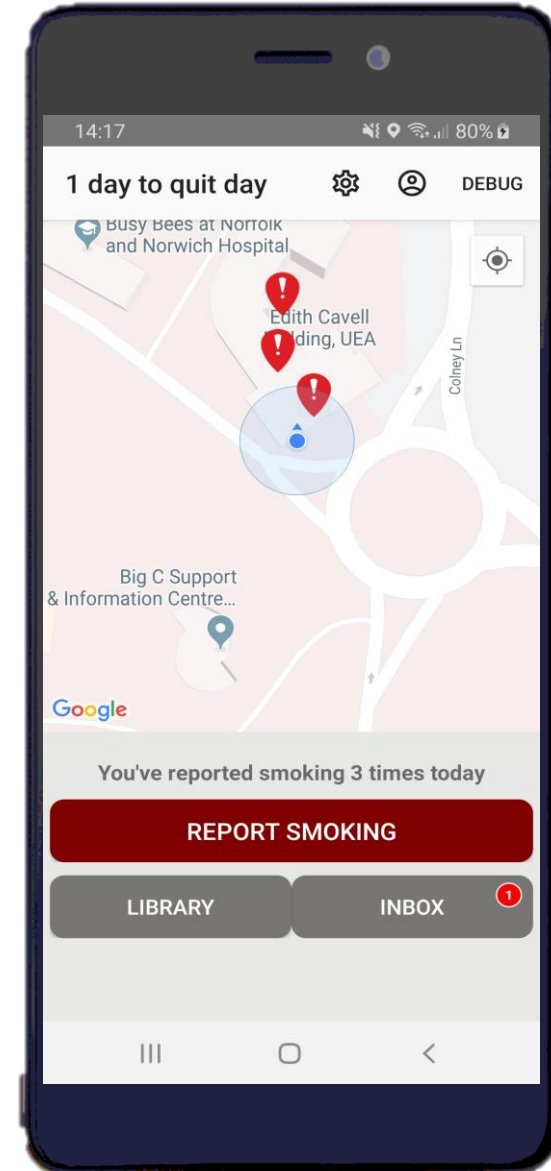 14:17
80%
1 day to quit day
DEBUG
Busy Bees at Norfolk
and Norwich Hospital
Edith Cavell
ding, UEA
Colney Ln
Big C Support
& Information Centre...
Google
You've reported smoking 3 times today
REPORT SMOKING
LIBRARY
INBOX
1